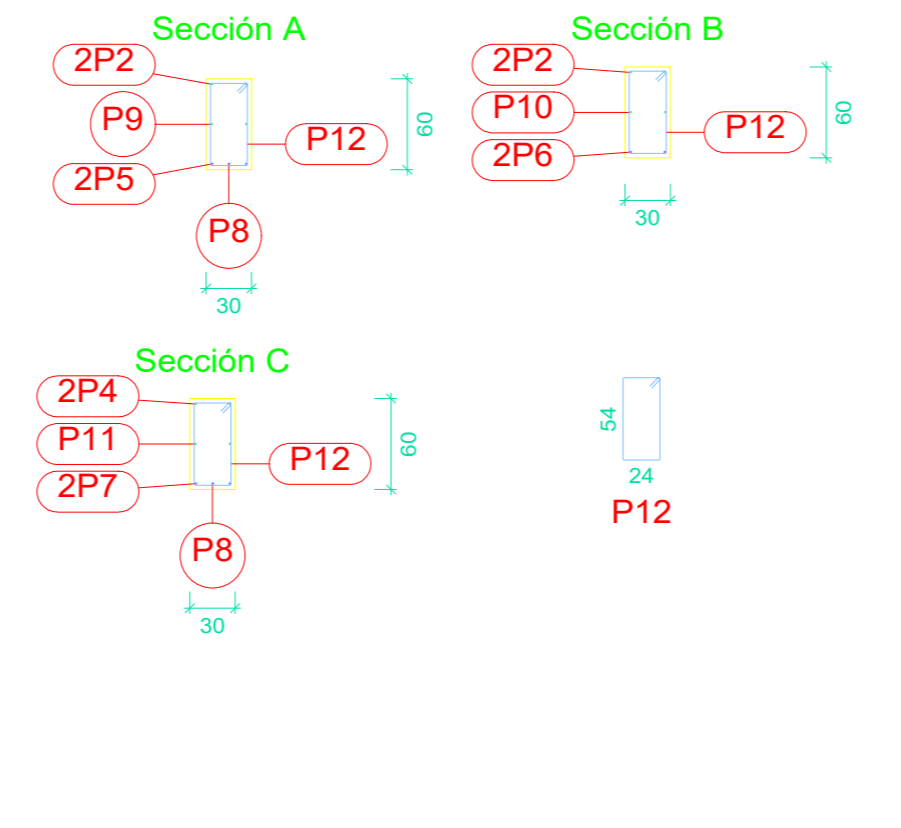 Sección A
2P2
P9
2P5
P12
P8
60
30
Sección B
2P2
P10
2P6
P12
60
30
Sección C
2P4
P11
2P7
P12
P8
60
30
54
24
P12